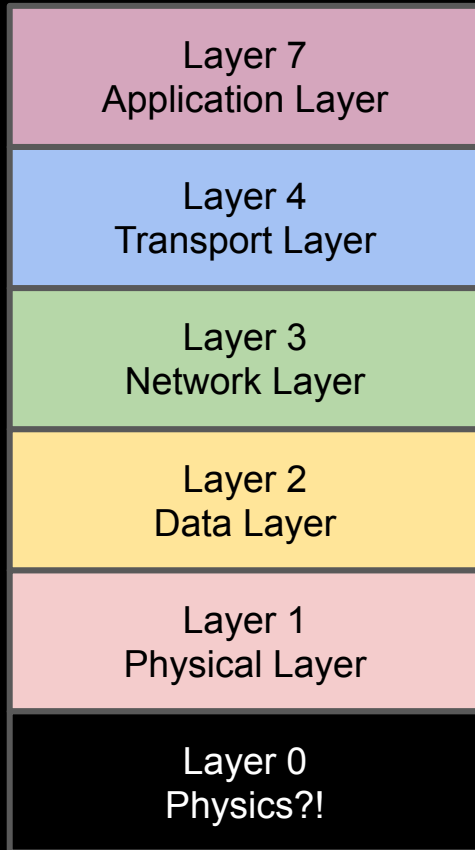 Layer 7
Application Layer
Layer 4
Transport Layer
Layer 3
Network Layer
Layer 2
Data Layer
Layer 1
Physical Layer
Layer 0
Physics?!